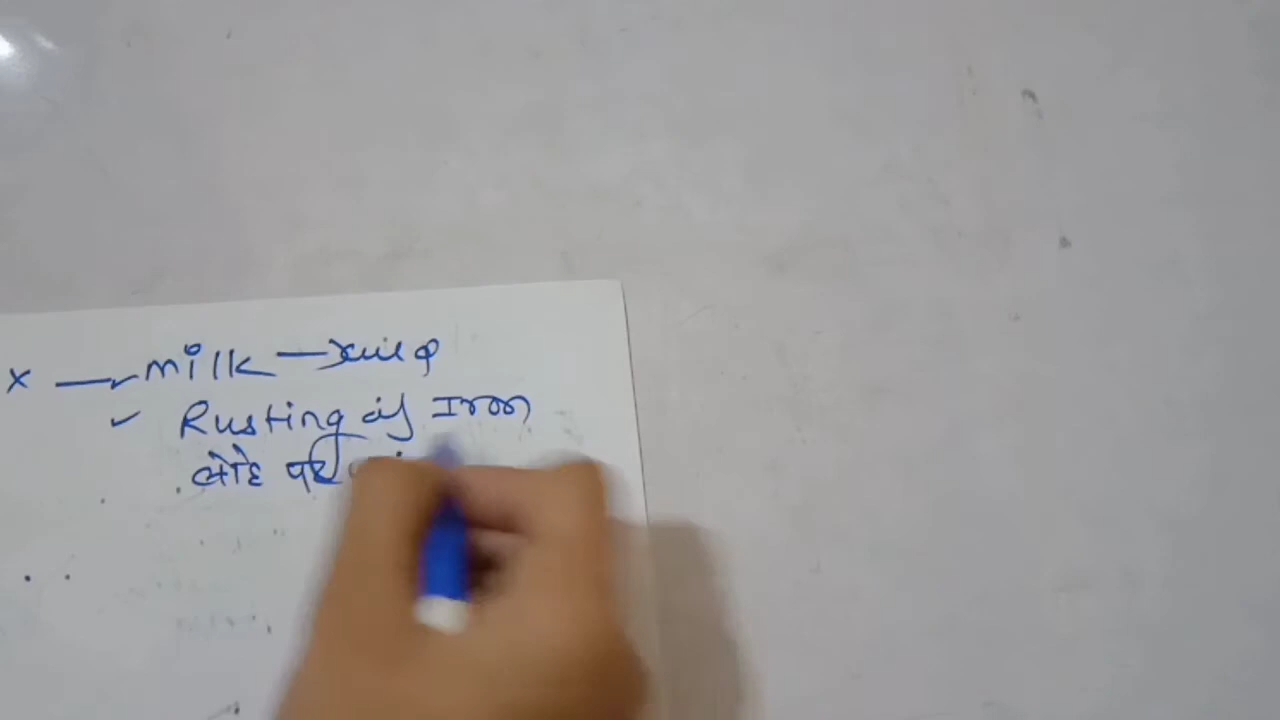 x — milk —
✓ Rusting of Iron
लोहे पर